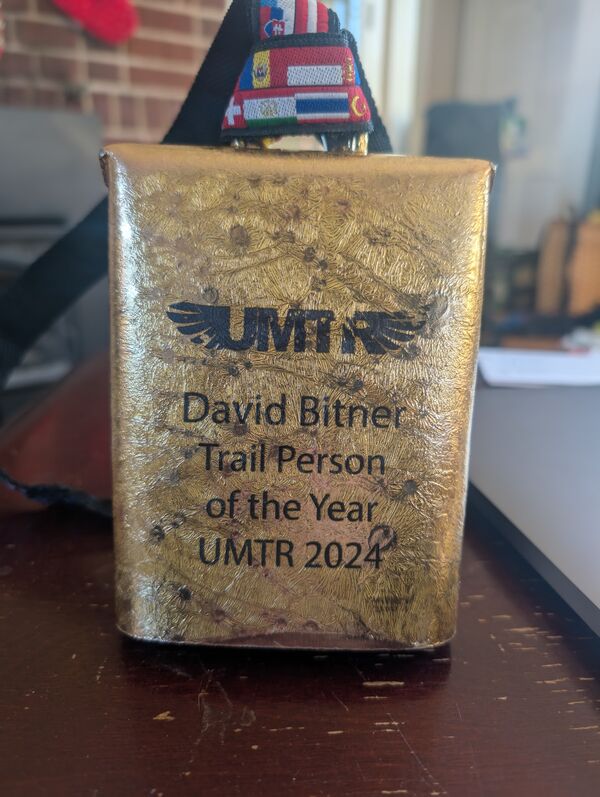 UMTR
David Bitner
Trail Person
of the Year
UMTR 2024